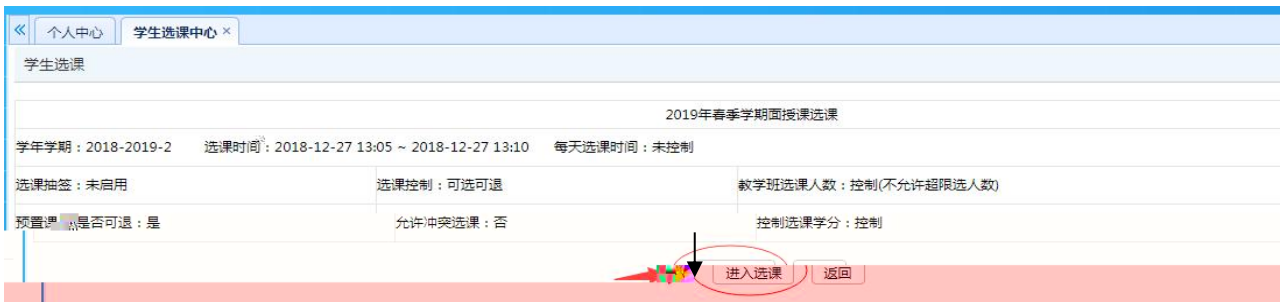 个人中心 学生选课中心 ×
学生选课
2019年春季学期面授课选课
学年学期：2018-2019-2 选课时间：2018-12-27 13:05 ~ 2018-12-27 13:10 每天选课时间：未控制
选课抽签：未启用 选课控制：可选可退 教学班选课人数：控制(不允许超限选人数)
预置课 是否可退：是 允许冲突选课：否 控制选课学分：控制
进入选课 返回